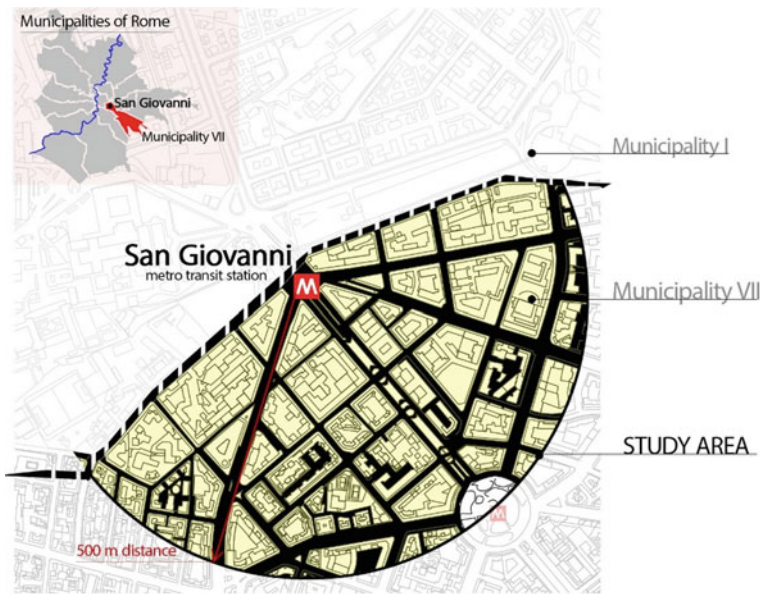 Municipalities of Rome
San Giovanni
Municipality VII
Municipality I
San Giovanni
metro transit station
M
Municipality VII
STUDY AREA
500 m distance